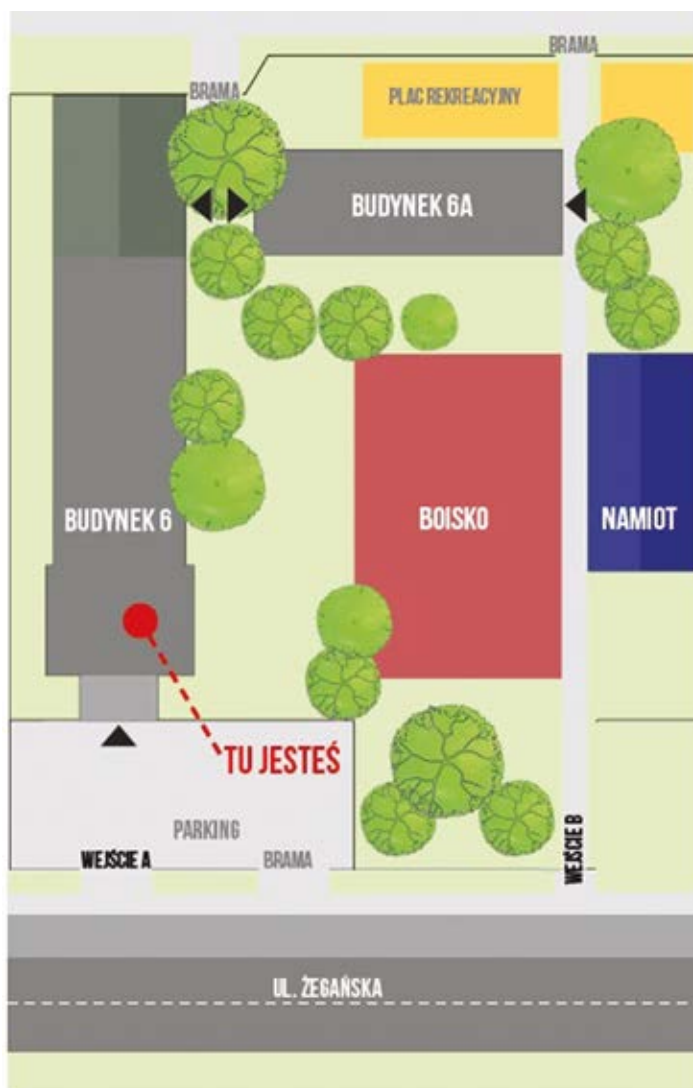 BRAMA
BRAMA
PLAC REKREACYJNY
BUDYNEK 6A
BUDYNEK 6
BOISKO
NAMIOT
TU JESTEŚ
PARKING
WEJŚCIE A
BRAMA
WEJŚCIE B
UL. ŻEGAŃSKA